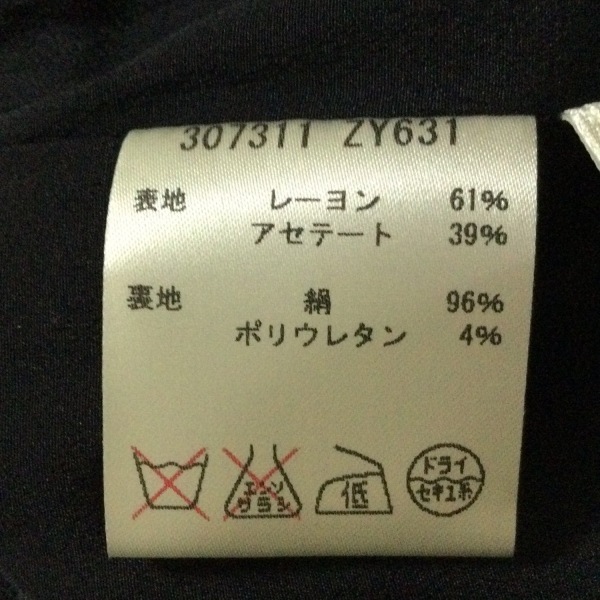 307311 ZY631
表地 レーヨン 61%
アセテート 39%
裏地 絹 96%
ポリウレタン 4%
エンソ サラシ 低 ドライ セキユ系